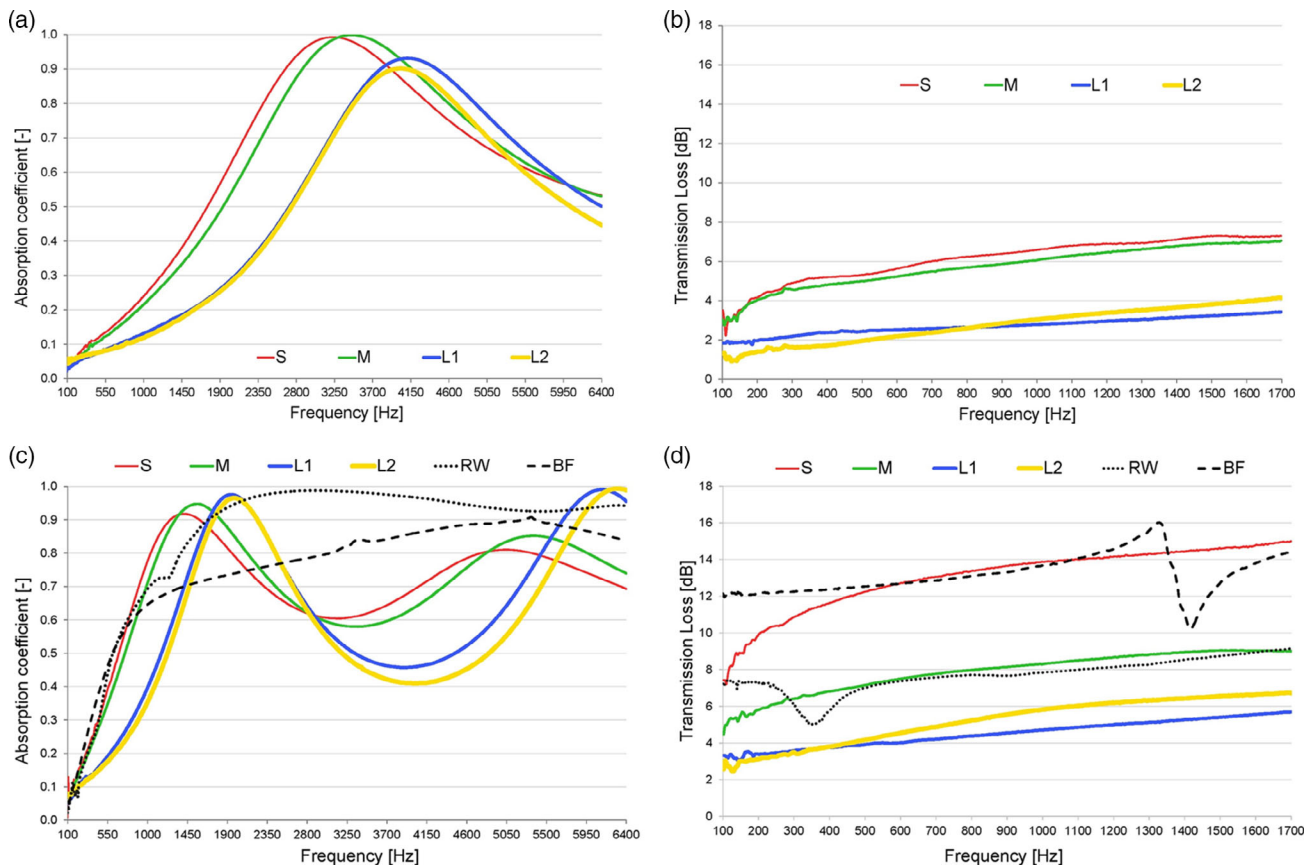 (a)
Absorption coefficient [-]
1.0
0.9
0.8
0.7
0.6
0.5
0.4
0.3
0.2
0.1
0.0
S M L1 L2
100 550 1000 1450 1900 2350 2800 3250 3700 4150 4600 5050 5500 5950 6400
Frequency [Hz]
(b)
Transmission Loss [dB]
18
16
14
12
10
8
6
4
2
0
S M L1 L2
100 200 300 400 500 600 700 800 900 1000 1100 1200 1300 1400 1500 1600 1700
Frequency [Hz]
(c)
S M L1 L2 RW BF
Absorption coefficient [-]
1.0
0.9
0.8
0.7
0.6
0.5
0.4
0.3
0.2
0.1
0.0
100 550 1000 1450 1900 2350 2800 3250 3700 4150 4600 5050 5500 5950 6400
Frequency [Hz]
(d)
S M L1 L2 RW BF
Transmission Loss [dB]
18
16
14
12
10
8
6
4
2
0
100 200 300 400 500 600 700 800 900 1000 1100 1200 1300 1400 1500 1600 1700
Frequency [Hz]